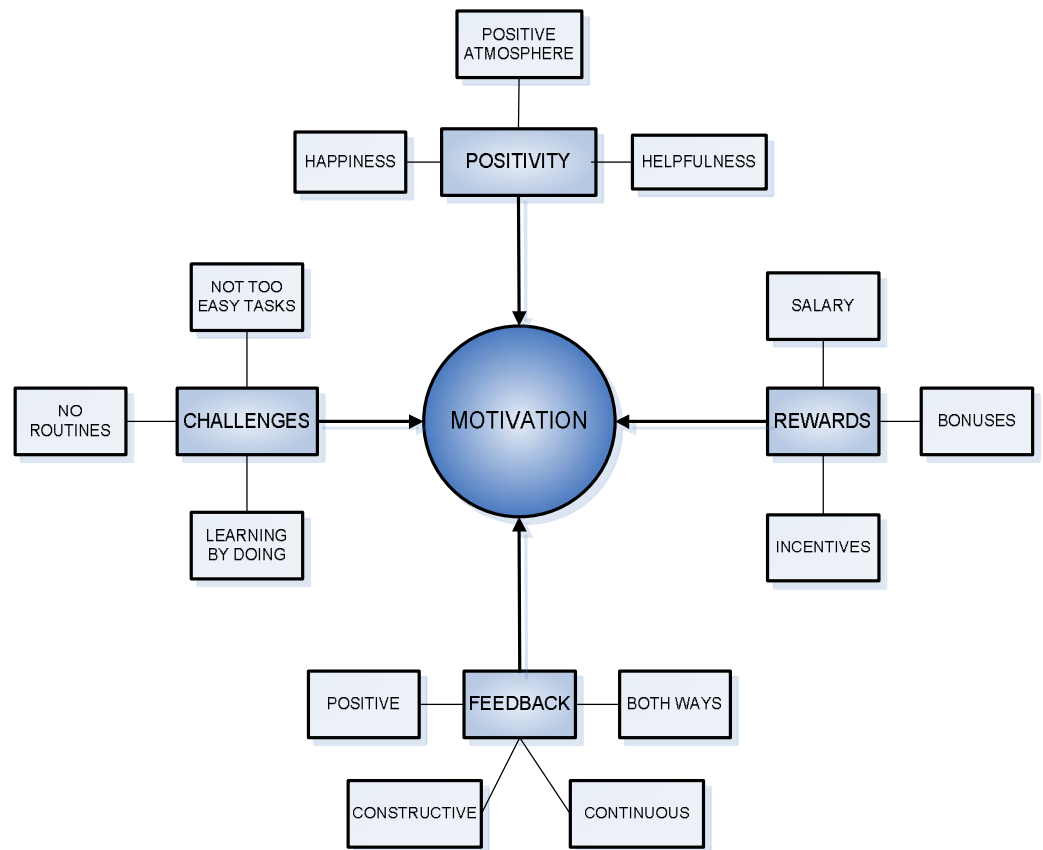 POSITIVE
ATMOSPHERE
HAPPINESS
POSITIVITY
HELPFULNESS
NOT TOO
EASY TASKS
SALARY
NO
ROUTINES
CHALLENGES
MOTIVATION
REWARDS
BONUSES
LEARNING
BY DOING
INCENTIVES
POSITIVE
FEEDBACK
BOTH WAYS
CONSTRUCTIVE
CONTINUOUS